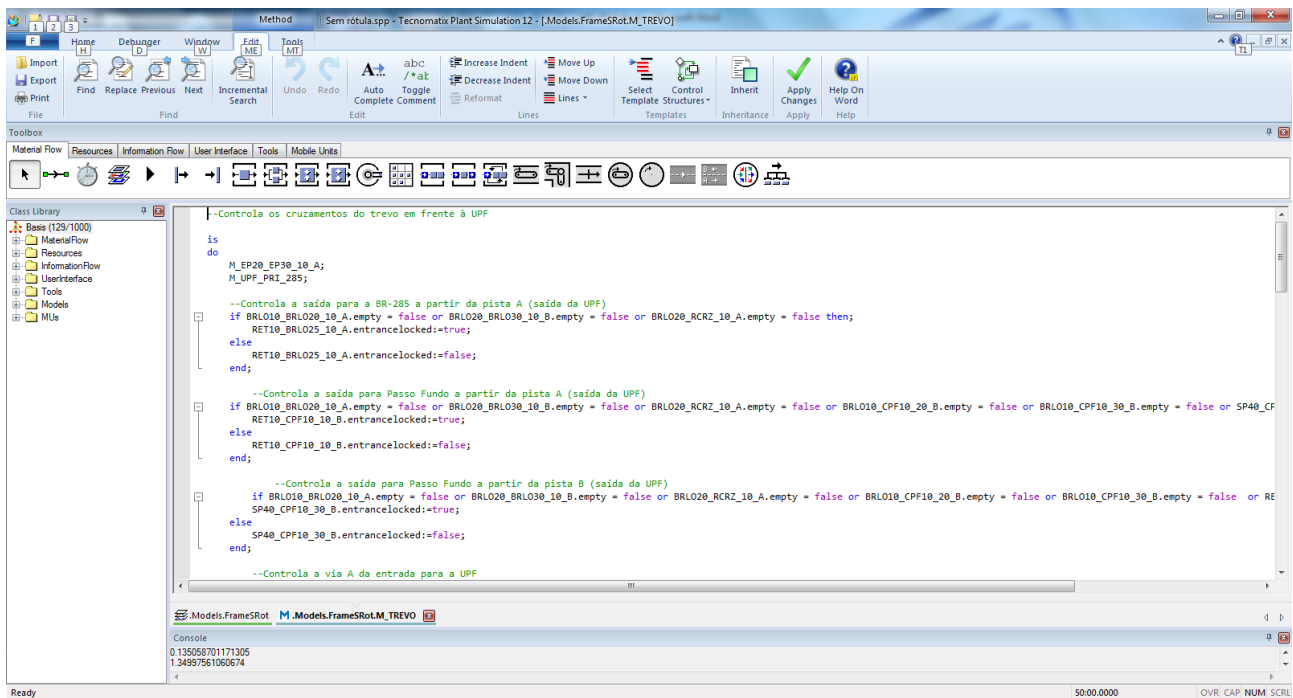 Method Sem rótula.spp - Tecnomatix Plant Simulation 12 - [.Models.FrameSRot.M_TREVO]
1 2 3
Home Debugger Window Edit Tools
F H D W ME MT T1
Import
Export
Print
Find Replace Previous Next Incremental Search
Undo Redo
Auto Complete
abc /*ab Toggle Comment
Increase Indent
Decrease Indent
Reformat
Move Up
Move Down
Lines
Select Template
Control Structures
Inherit
Apply Changes
?
Help On Word
File Find Edit Lines Templates Inheritance Apply Help
Toolbox
Material Flow Resources Information Flow User Interface Tools Mobile Units
Class Library
Basis (129/1000)
MaterialFlow
Resources
InformationFlow
UserInterface
Tools
Models
MUs
--Controla os cruzamentos do trevo em frente à UPF
is
do
M_EP20_EP30_10_A;
M_UPF_PRI_285;
--Controla a saída para a BR-285 a partir da pista A (saída da UPF)
if BRLO10_BRLO20_10_A.empty = false or BRLO20_BRLO30_10_B.empty = false or BRLO20_RCRZ_10_A.empty = false then;
RET10_BRLO25_10_A.entrancelocked:=true;
else
RET10_BRLO25_10_A.entrancelocked:=false;
end;
--Controla a saída para Passo Fundo a partir da pista A (saída da UPF)
if BRLO10_BRLO20_10_A.empty = false or BRLO20_BRLO30_10_B.empty = false or BRLO20_RCRZ_10_A.empty = false or BRLO10_CPF10_20_B.empty = false or BRLO10_CPF10_30_B.empty = false or SP40_CF
RET10_CPF10_10_B.entrancelocked:=true;
else
RET10_CPF10_10_B.entrancelocked:=false;
end;
--Controla a saída para Passo Fundo a partir da pista B (saída da UPF)
if BRLO10_BRLO20_10_A.empty = false or BRLO20_BRLO30_10_B.empty = false or BRLO20_RCRZ_10_A.empty = false or BRLO10_CPF10_20_B.empty = false or BRLO10_CPF10_30_B.empty = false or RE
SP40_CPF10_30_B.entrancelocked:=true;
else
SP40_CPF10_30_B.entrancelocked:=false;
end;
--Controla a via A da entrada para a UPF
.Models.FrameSRot M .Models.FrameSRot.M_TREVO
Console
0.135058701171305
1.34997561060674
Ready 50:00.0000 OVR CAP NUM SCRL